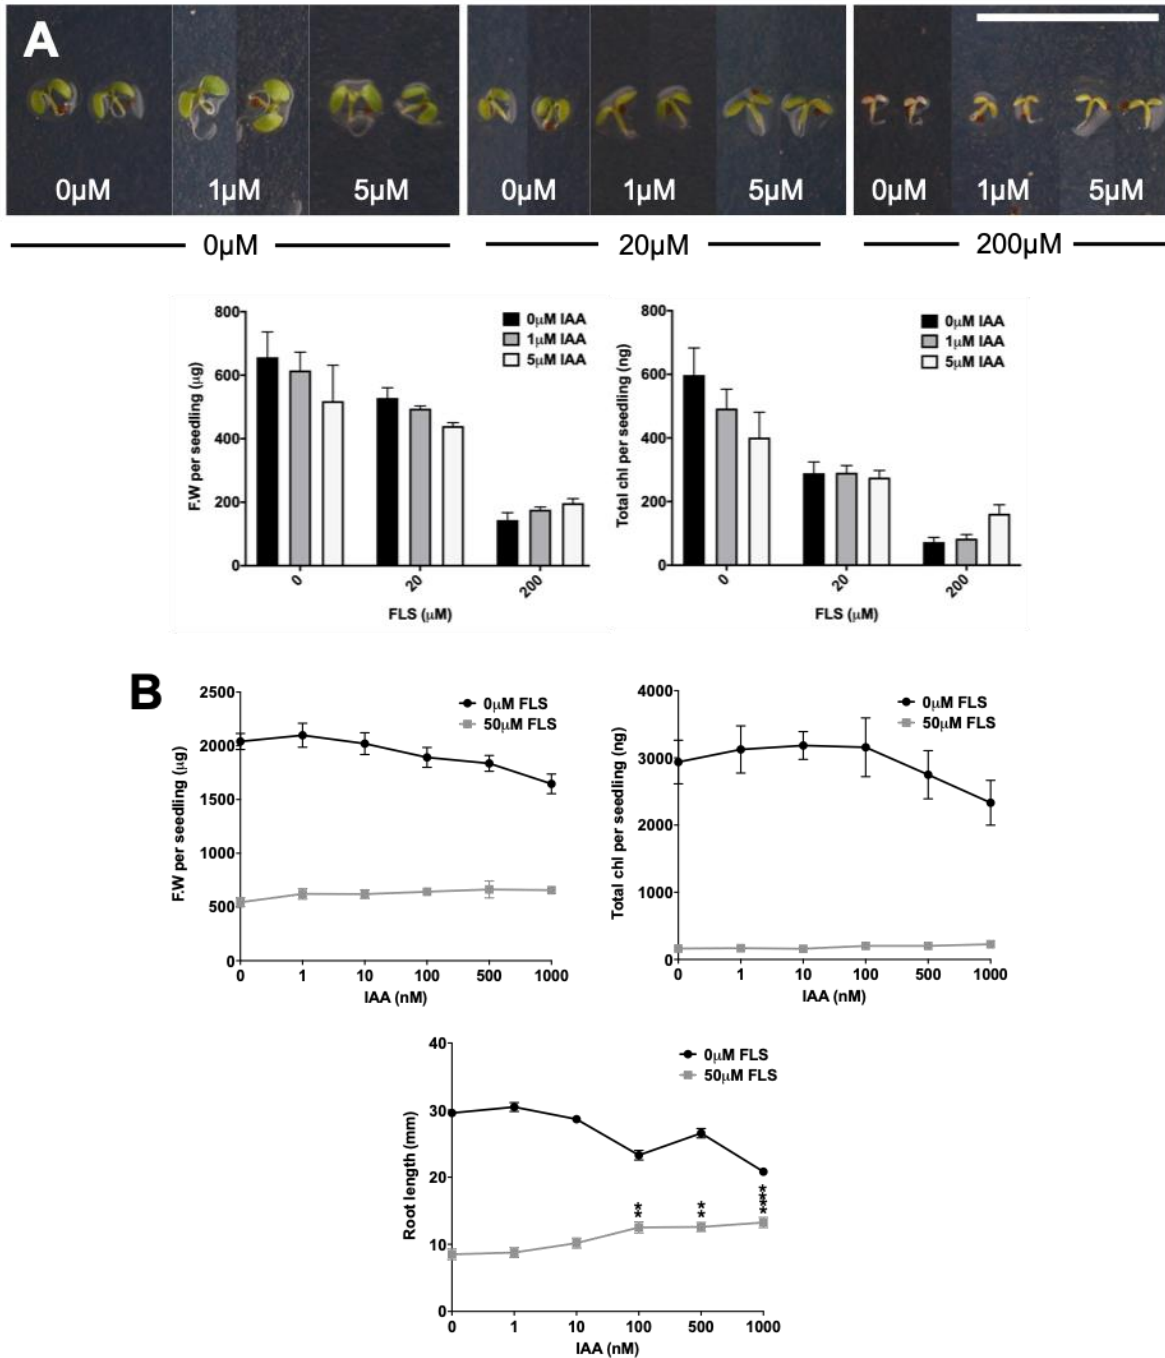 A
0μM 1μM 5μM 0μM 1μM 5μM 0μM 1μM 5μM
0μM 20μM 200μM
800
600
400
200
0
F.W per seedling (μg)
0μM IAA
1μM IAA
5μM IAA
0 20 200
FLS (μM)
800
600
400
200
0
Total chl per seedling (ng)
0μM IAA
1μM IAA
5μM IAA
0 20 200
FLS (μM)
B
2500
2000
1500
1000
500
0
F.W per seedling (μg)
0μM FLS
50μM FLS
0 1 10 100 500 1000
IAA (nM)
4000
3000
2000
1000
0
Total chl per seedling (ng)
0μM FLS
50μM FLS
0 1 10 100 500 1000
IAA (nM)
40
30
20
10
0
Root length (mm)
0μM FLS
50μM FLS
** ** ****
0 1 10 100 500 1000
IAA (nM)